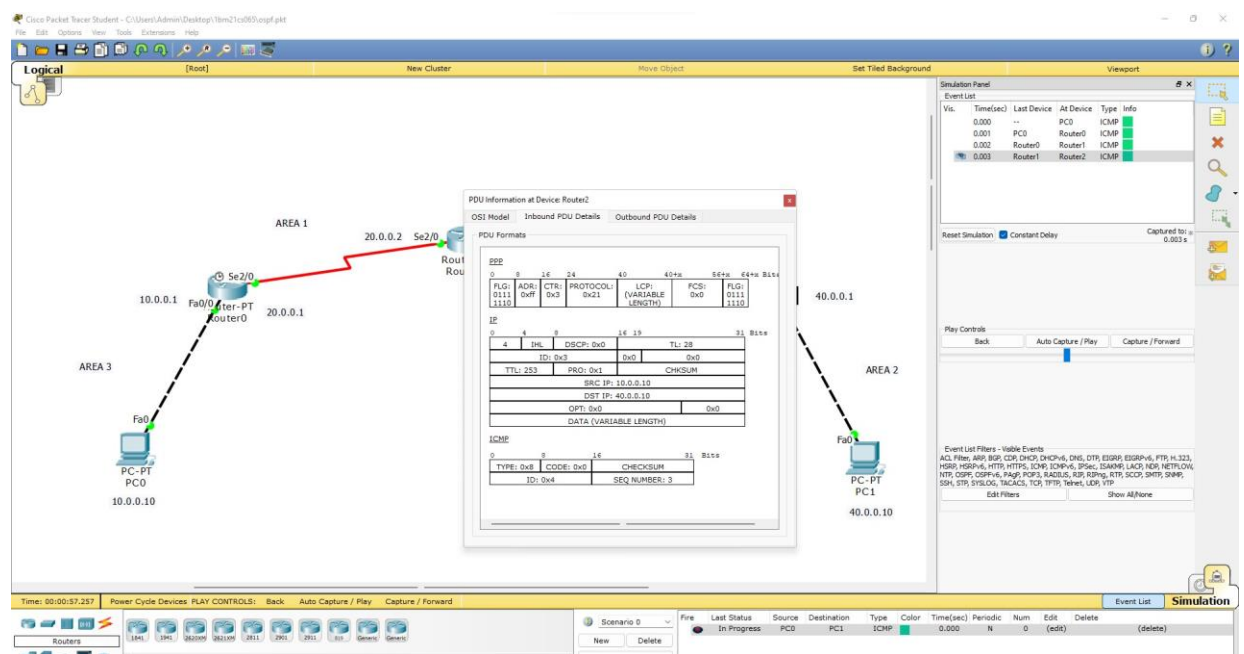 Cisco Packet Tracer Student - C:\Users\Admin\Desktop\1bm21cs065\ospf.pkt
File Edit Options View Tools Extensions Help
Logical [Root] New Cluster Move Object Set Tiled Background Viewport
AREA 1
20.0.0.2 Se2/0
Se2/0
10.0.0.1 Fa0/0
Router0
20.0.0.1
AREA 3
Fa0
PC-PT
PC0
10.0.0.10
40.0.0.1
AREA 2
Fa0
PC-PT
PC1
40.0.0.10
PDU Information at Device: Router2
OSI Model Inbound PDU Details Outbound PDU Details
PDU Formats
PPP
0 8 16 24 40 40+x 56+x 64+x Bits
FLG: 0111 1110 ADR: 0xff CTR: 0x3 PROTOCOL: 0x21 LCP: (VARIABLE LENGTH) FCS: 0x0 FLG: 0111 1110
IP
0 4 8 16 19 31 Bits
4 IHL DSCP: 0x0 TL: 28
ID: 0x3 0x0 0x0
TTL: 253 PRO: 0x1 CHKSUM
SRC IP: 10.0.0.10
DST IP: 40.0.0.10
OPT: 0x0 0x0
DATA (VARIABLE LENGTH)
ICMP
0 8 16 31 Bits
TYPE: 0x8 CODE: 0x0 CHECKSUM
ID: 0x4 SEQ NUMBER: 3
Simulation Panel
Event List
Vis. Time(sec) Last Device At Device Type Info
0.000 -- PC0 ICMP
0.001 PC0 Router0 ICMP
0.002 Router0 Router1 ICMP
0.003 Router1 Router2 ICMP
Reset Simulation Constant Delay Captured to:
0.003 s
Play Controls
Back Auto Capture / Play Capture / Forward
Event List Filters - Visible Events
ACL Filter, ARP, BGP, CDP, DHCP, DHCPv6, DNS, DTP, EIGRP, EIGRPv6, FTP, H.323,
HSRP, HSRPv6, HTTP, HTTPS, ICMP, ICMPv6, IPSec, ISAKMP, LACP, NDP, NETFLOW,
NTP, OSPF, OSPFv6, PAgP, POP3, RADIUS, RIP, RIPng, RTP, SCCP, SMTP, SNMP,
SSH, STP, SYSLOG, TACACS, TCP, TFTP, Telnet, UDP, VTP
Edit Filters Show All/None
Time: 00:00:57.257 Power Cycle Devices PLAY CONTROLS: Back Auto Capture / Play Capture / Forward Event List Simulation
Routers
1841 1941 2620XM 2621XM 2811 2901 2911 Generic Generic
Scenario 0
New Delete
Fire Last Status Source Destination Type Color Time(sec) Periodic Num Edit Delete
In Progress PC0 PC1 ICMP 0.000 N 0 (edit) (delete)